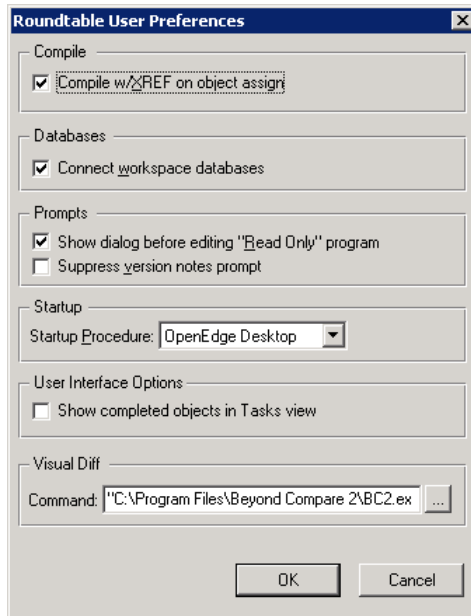 Roundtable User Preferences
Compile
Compile w/XREF on object assign
Databases
Connect workspace databases
Prompts
Show dialog before editing "Read Only" program
Suppress version notes prompt
Startup
Startup Procedure: OpenEdge Desktop
User Interface Options
Show completed objects in Tasks view
Visual Diff
Command: "C:\Program Files\Beyond Compare 2\BC2.ex ...
OK Cancel